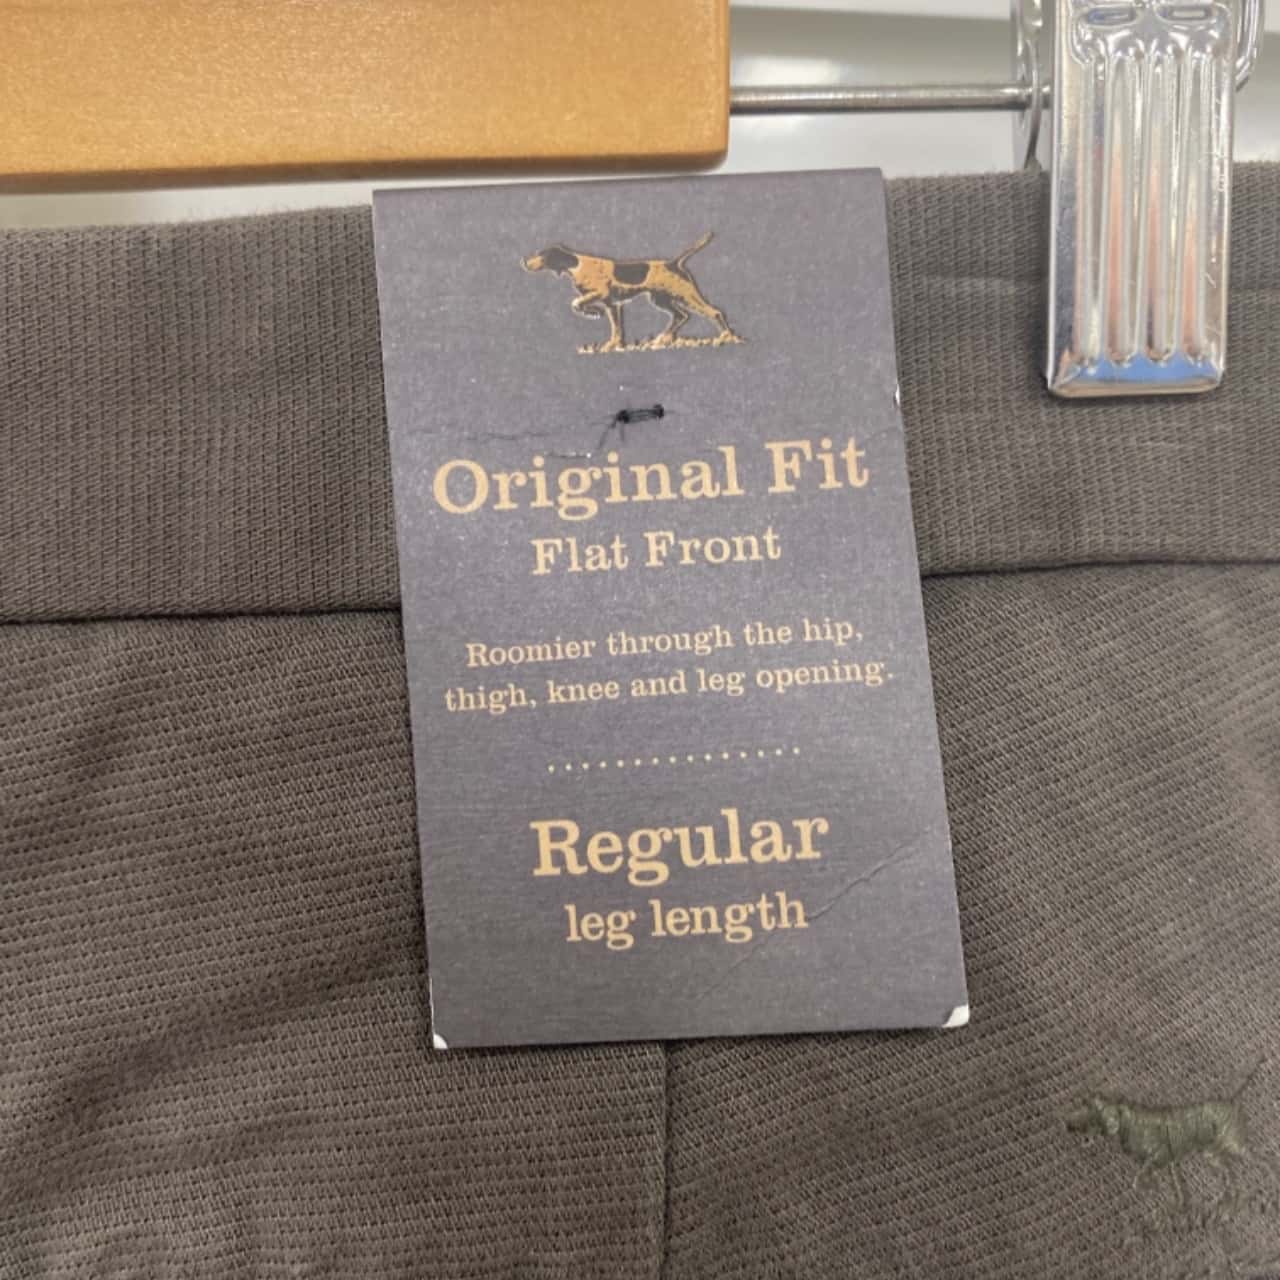 Original Fit
Flat Front
Roomier through the hip,
thigh, knee and leg opening.
Regular
leg length